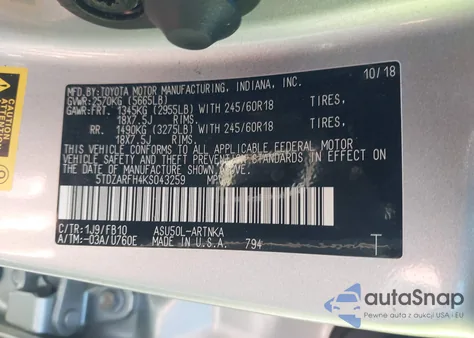 MFD.BY:TOYOTA MOTOR MANUFACTURING, INDIANA, INC. 10/18
GVWR:2570KG (5665LB)
GAWR:FRT. 1345KG (2955LB) WITH 245/60R18 TIRES,
18X7.5J RIMS,
RR. 1490KG (3275LB) WITH 245/60R18 TIRES,
18X7.5J RIMS,
THIS VEHICLE CONFORMS TO ALL APPLICABLE FEDERAL MOTOR
VEHICLE SAFETY AND
THEFT PREVENTION STANDARDS IN EFFECT ON
THE DATE OF MANUFACTURE SHOWN ABOVE.
5TDZARFH4KS043259
C/TR:1J9/FB10 ASU50L-ARTNKA
A/TM:-03A/U760E MADE IN U.S.A. 794 T
CAUTION
autaSnap
Pewne auta z aukcji USA i EU